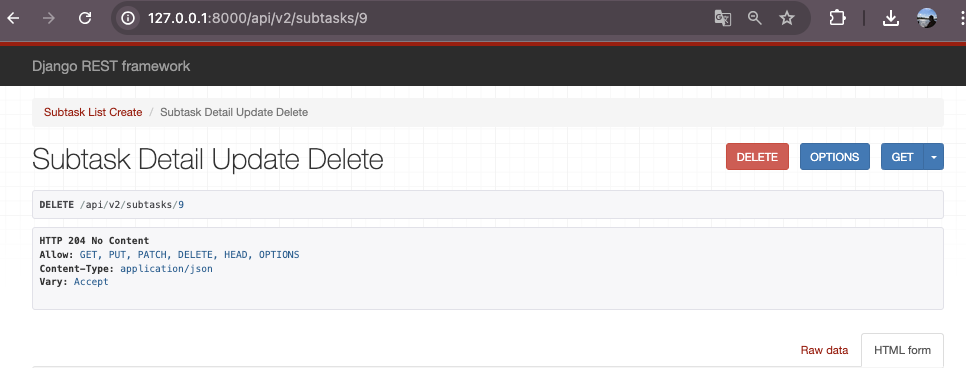 127.0.0.1:8000/api/v2/subtasks/9
Django REST framework
Subtask List Create / Subtask Detail Update Delete
Subtask Detail Update Delete
DELETE
OPTIONS
GET
DELETE /api/v2/subtasks/9
HTTP 204 No Content
Allow: GET, PUT, PATCH, DELETE, HEAD, OPTIONS
Content-Type: application/json
Vary: Accept
Raw data
HTML form